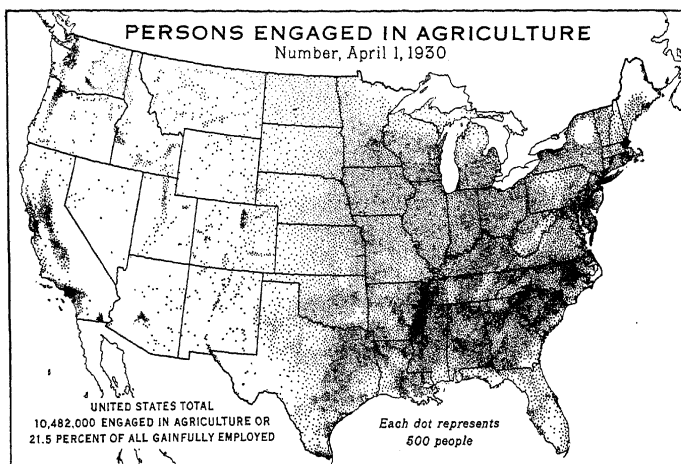 PERSONS ENGAGED IN AGRICULTURE
Number, April 1, 1930
UNITED STATES TOTAL
10,482,000 ENGAGED IN AGRICULTURE OR
21.5 PERCENT OF ALL GAINFULLY EMPLOYED
Each dot represents
500 people